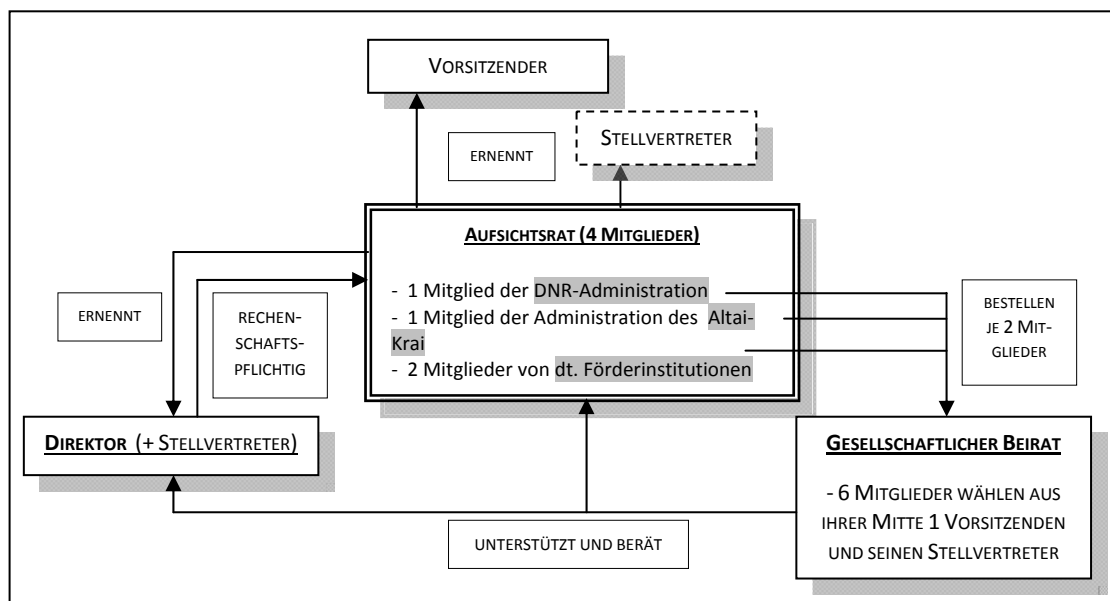 VORSITZENDER
ERNENNT
STELLVERTRETER
AUFSICHTSRAT (4 MITGLIEDER)
- 1 Mitglied der DNR-Administration
- 1 Mitglied der Administration des Altai-
Krai
- 2 Mitglieder von dt. Förderinstitutionen
ERNENNT
RECHEN-
SCHAFTS-
PFLICHTIG
BESTELLEN
JE 2 MIT-
GLIEDER
DIREKTOR (+ STELLVERTRETER)
GESELLSCHAFTLICHER BEIRAT
- 6 MITGLIEDER WÄHLEN AUS
IHRER MITTE 1 VORSITZENDEN
UND SEINEN STELLVERTRETER
UNTERSTÜTZT UND BERÄT